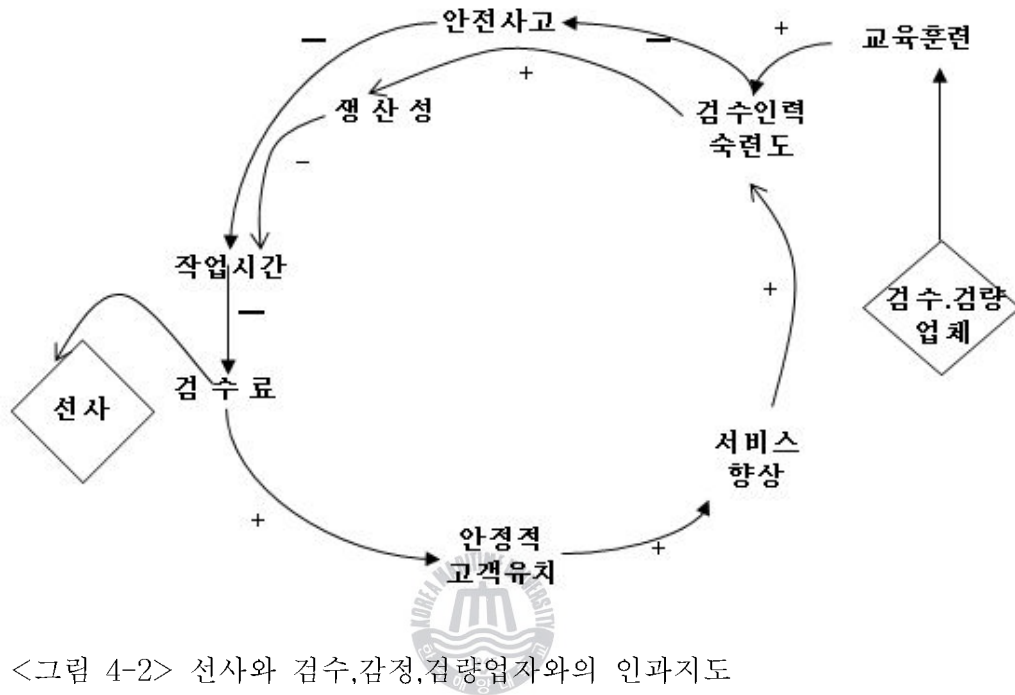 안전사고
교육훈련
생산성
검수인력
숙련도
작업시간
검수.검량
업체
선사
검수료
서비스
향상
안정적
고객유치
KOREA MARITIME UNIVERSITY
<그림 4-2> 선사와 검수,감정,검량업자와의 인과지도
+
+
+
+
+
+
−
−
−
−